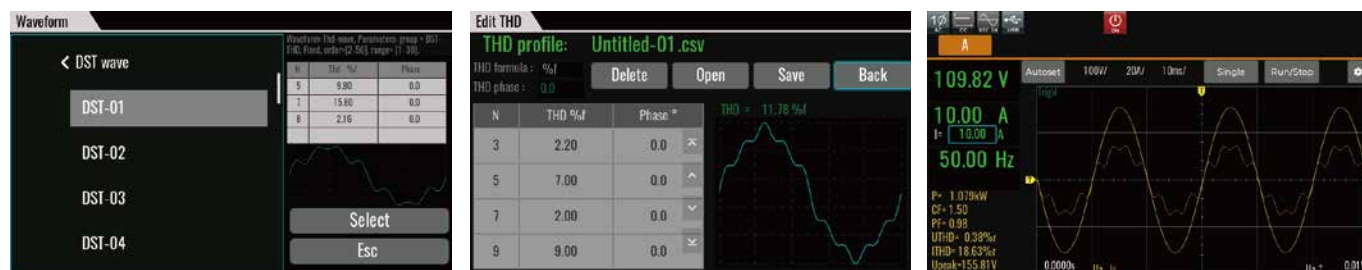 Waveform
< DST wave
DST-01
DST-02
DST-03
DST-04
N Thd %f Phase
5 9.80 0.0
7 15.80 0.0
8 2.16 0.0
Select
Esc
Edit THD
THD profile: Untitled-01 .csv
THD formula : %f
THD phase : 0.0
Delete Open Save Back
N THD %f Phase °
3 2.20 0.0
5 7.00 0.0
7 2.00 0.0
9 9.00 0.0
THD = 11.78 %f
ON
A
109.82 V
10.00 A
I= 10.00 A
50.00 Hz
P= 1.079kW
CF= 1.50
PF= 0.98
UTHD= 0.38%r
ITHD= 18.63%r
Upeak=155.81V
Autoset 100V/ 20A/ 10ms/ Single Run/Stop
Trig'd
T
T
0.0000s